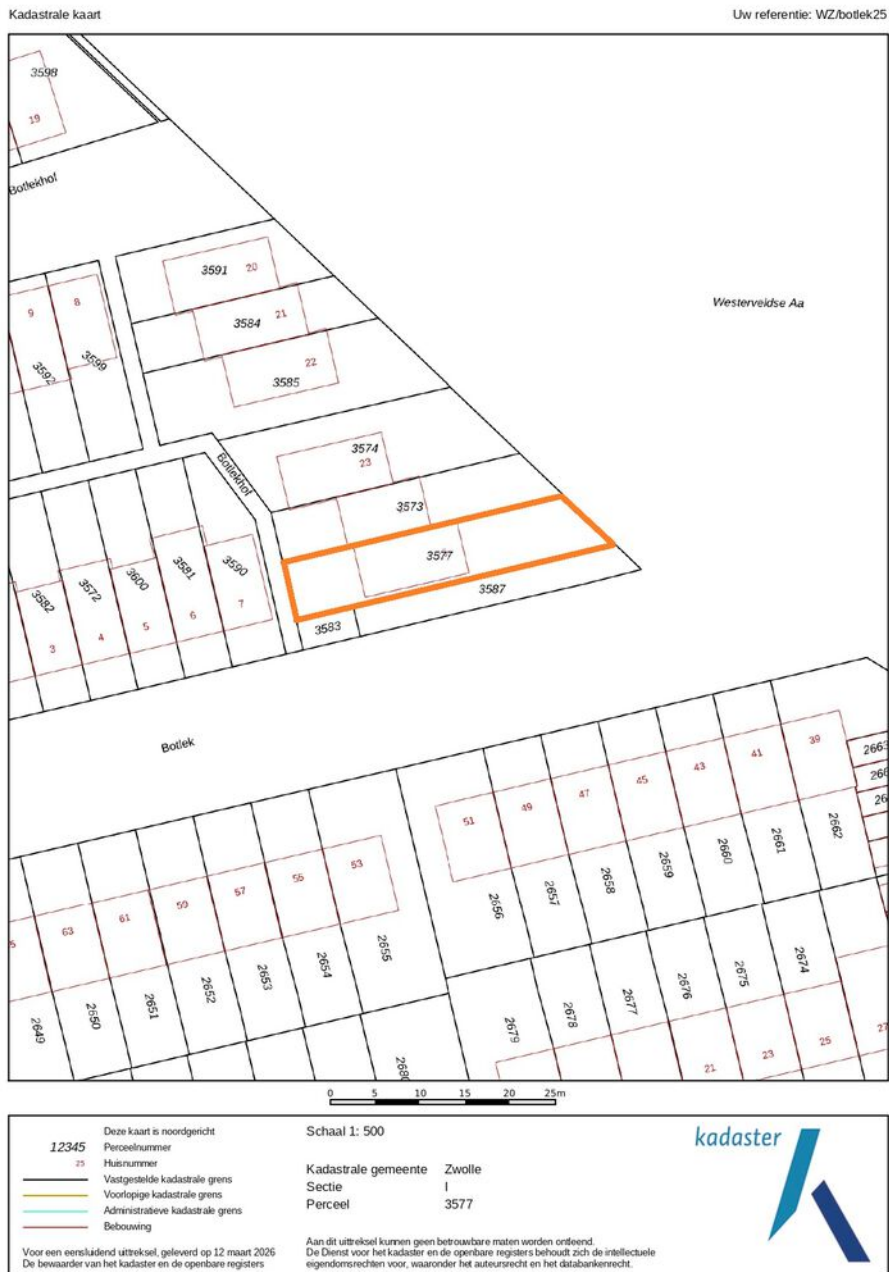 Kadastrale kaart
Uw referentie: WZ/botlek25
3598
19
Botlekhof
3591
20
Westerveldse Aa
9
8
3584
21
3592
3599
3585
22
3574
23
Botlekhof
3573
3577
3582
3572
3600
3581
3590
3587
3
4
5
6
7
3583
Botlek
51
49
47
45
43
41
39
2663
266
26
2656
2657
2658
2659
2660
2661
2662
5
63
61
59
57
55
53
2649
2650
2651
2652
2653
2654
2655
2679
2678
2677
2676
2675
2674
2680
21
23
25
27
0 5 10 15 20 25m
Deze kaart is noordgericht
12345 Perceelnummer
25 Huisnummer
Vastgestelde kadastrale grens
Voorlopige kadastrale grens
Administratieve kadastrale grens
Bebouwing
Voor een eensluidend uittreksel, geleverd op 12 maart 2026
De bewaarder van het kadaster en de openbare registers
Schaal 1: 500
Kadastrale gemeente Zwolle
Sectie I
Perceel 3577
Aan dit uittreksel kunnen geen betrouwbare maten worden ontleend.
De Dienst voor het kadaster en de openbare registers behoudt zich de intellectuele
eigendomsrechten voor, waaronder het auteursrecht en het databankenrecht.
kadaster